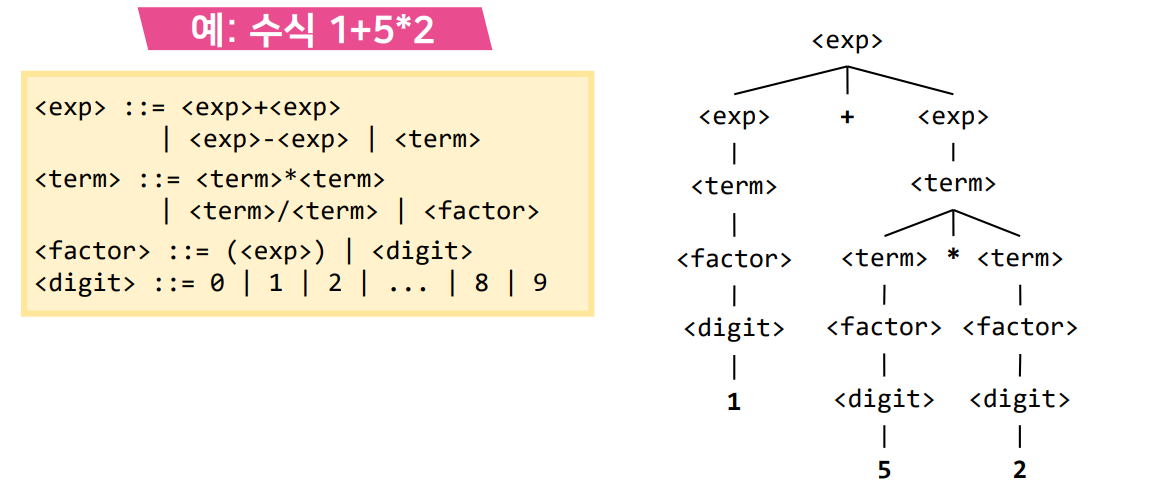 예: 수식 1+5*2
<exp> ::= <exp>+<exp>
| <exp>-<exp> | <term>
<term> ::= <term>*<term>
| <term>/<term> | <factor>
<factor> ::= (<exp>) | <digit>
<digit> ::= 0 | 1 | 2 | ... | 8 | 9
<exp>
<exp> + <exp>
<term> <term>
<factor> <term> * <term>
<digit> <factor> <factor>
1 <digit> <digit>
5 2